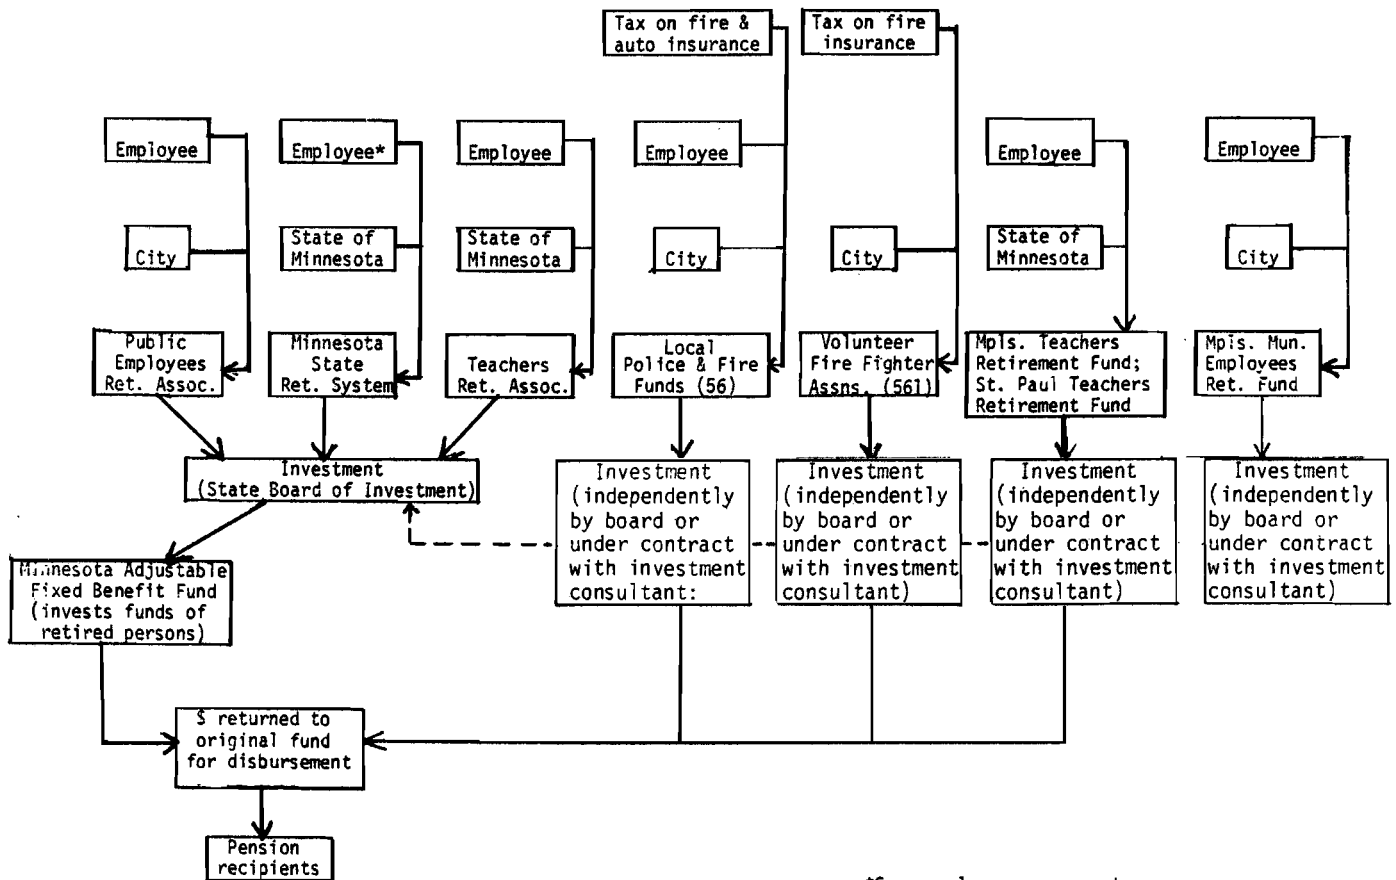 Tax on fire &
auto insurance
Tax on fire
insurance
Employee
Employee*
Employee
Employee
Employee
Employee
City
State of
Minnesota
State of
Minnesota
City
City
State of
Minnesota
City
Public
Employees
Ret. Assoc.
Minnesota
State
Ret. System
Teachers
Ret. Assoc.
Local
Police & Fire
Funds (56)
Volunteer
Fire Fighter
Assns. (561)
Mpls. Teachers
Retirement Fund;
St. Paul Teachers
Retirement Fund
Mpls. Mun.
Employees
Ret. Fund
Investment
(State Board of Investment)
Investment
(independently
by board or
under contract
with investment
consultant:
Investment
(independently
by board or
under contract
with investment
consultant)
Investment
(independently
by board or
under contract
with investment
consultant)
Investment
(independently
by board or
under contract
with investment
consultant)
Minnesota Adjustable
Fixed Benefit Fund
(invests funds of
retired persons)
$ returned to
original fund
for disbursement
Pension
recipients